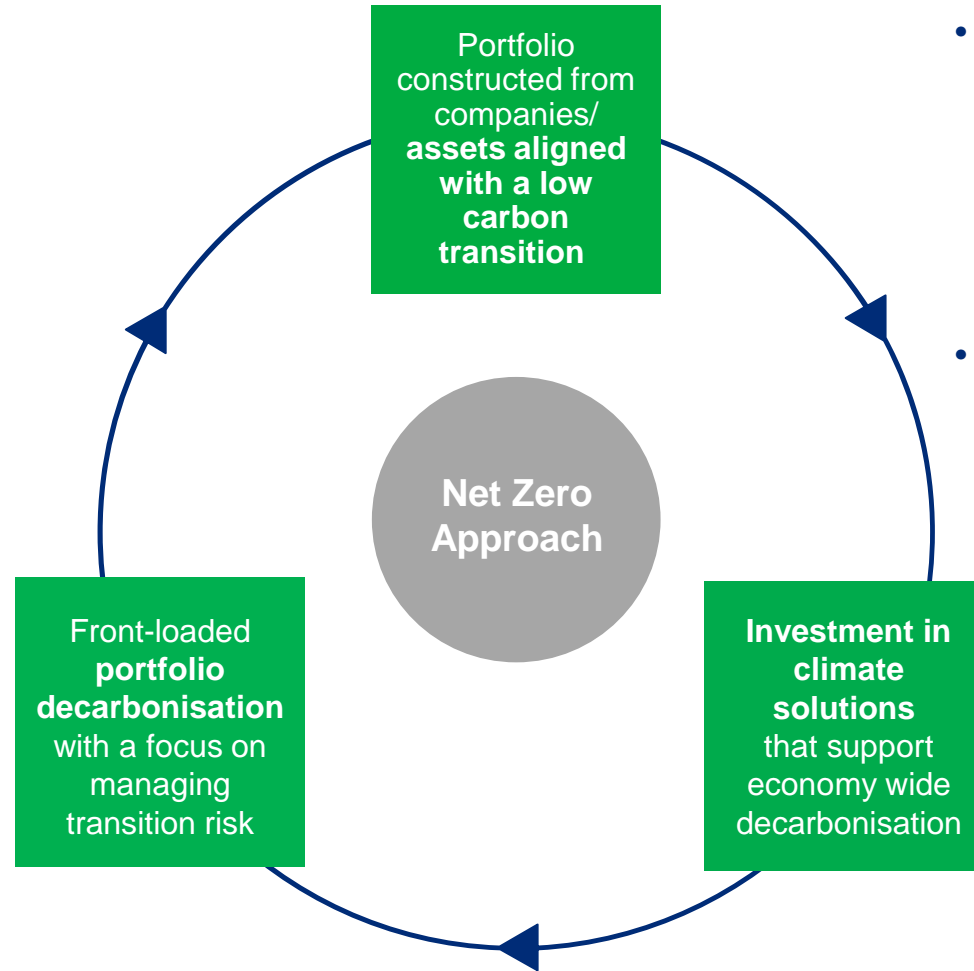 Portfolio
constructed from
companies/
assets aligned
with a low
carbon
transition
Net Zero
Approach
Front-loaded
portfolio
decarbonisation
with a focus on
managing
transition risk
Investment in
climate
solutions
that support
economy wide
decarbonisation